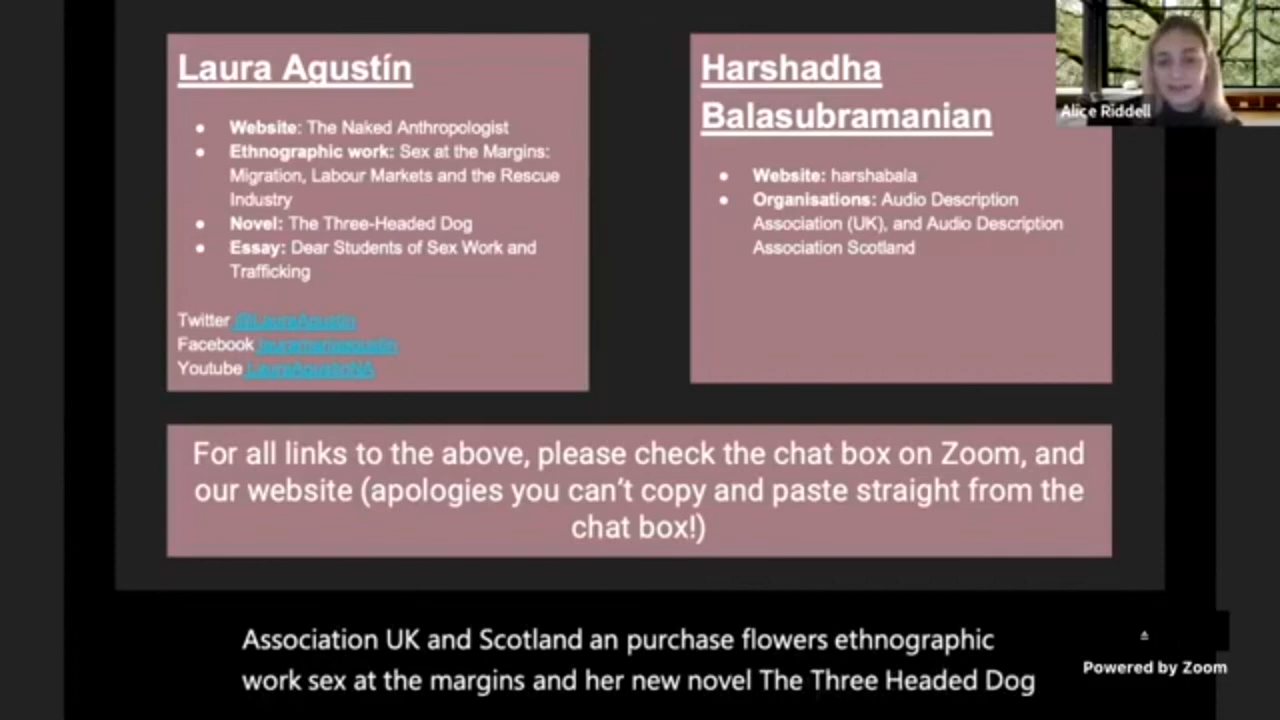 Laura Agustín
● Website: The Naked Anthropologist
● Ethnographic work: Sex at the Margins:
Migration, Labour Markets and the Rescue
Industry
● Novel: The Three-Headed Dog
● Essay: Dear Students of Sex Work and
Trafficking
Twitter @LauraAgustin
Facebook lauramariaagustin
Youtube LauraAgustinNA
Harshadha
Balasubramanian
● Website: harshabala
● Organisations: Audio Description
Association (UK), and Audio Description
Association Scotland
Alice Riddell
For all links to the above, please check the chat box on Zoom, and
our website (apologies you can't copy and paste straight from the
chat box!)
Association UK and Scotland an purchase flowers ethnographic
work sex at the margins and her new novel The Three Headed Dog
Powered by Zoom